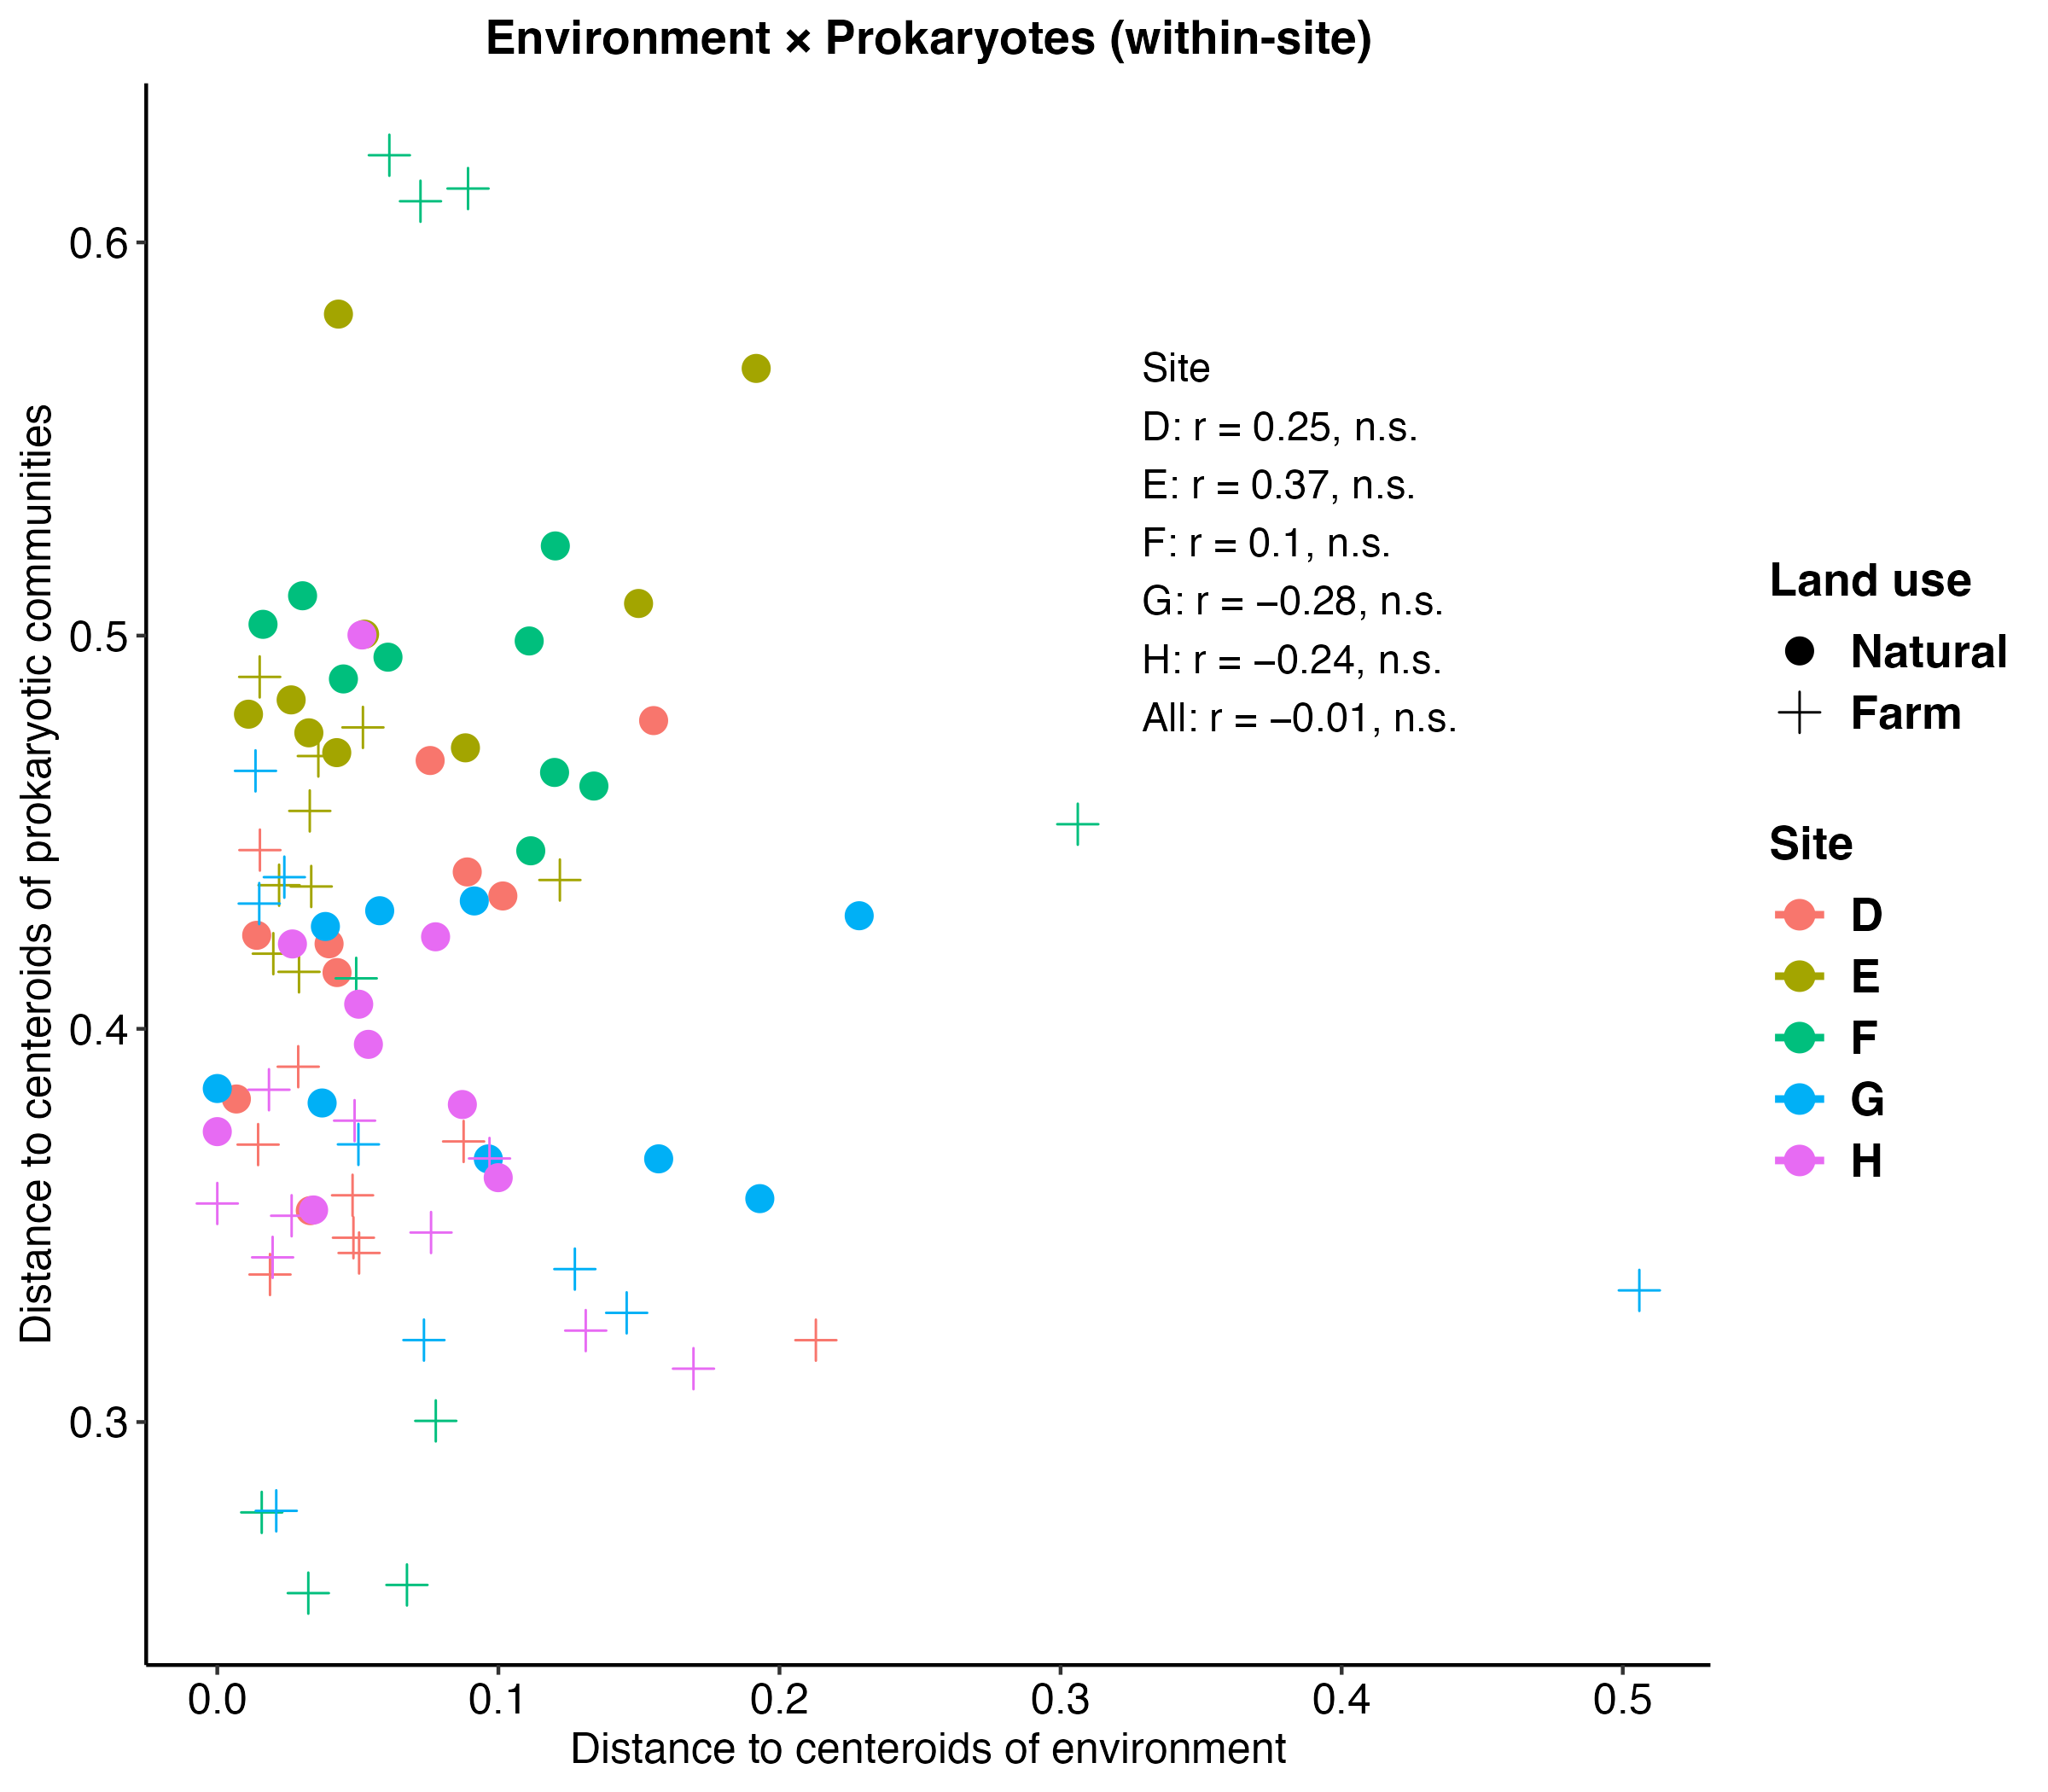 Environment × Prokaryotes (within-site)
Distance to centeroids of prokaryotic communities
0.6
0.5
0.4
0.3
Site
D: r = 0.25, n.s.
E: r = 0.37, n.s.
F: r = 0.1, n.s.
G: r = −0.28, n.s.
H: r = −0.24, n.s.
All: r = −0.01, n.s.
Land use
Natural
Farm
Site
D
E
F
G
H
0.0 0.1 0.2 0.3 0.4 0.5
Distance to centeroids of environment